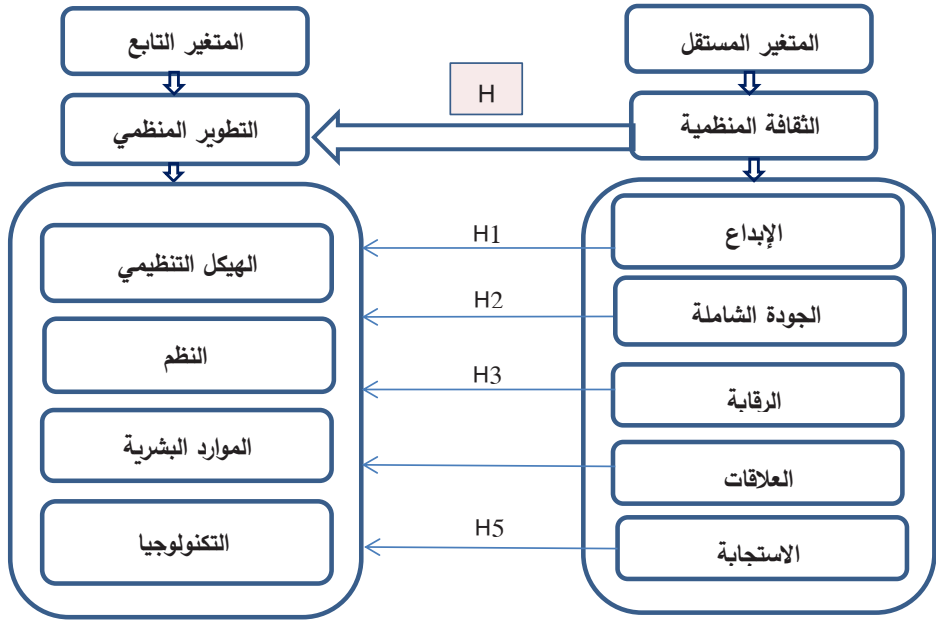 المتغير المستقل
المتغير التابع
H
الثقافة المنظمية
التطوير المنظمي
الإبداع
H1
الهيكل التنظيمي
الجودة الشاملة
H2
النظم
الرقابة
H3
الموارد البشرية
العلاقات
التكنولوجيا
H5
الاستجابة